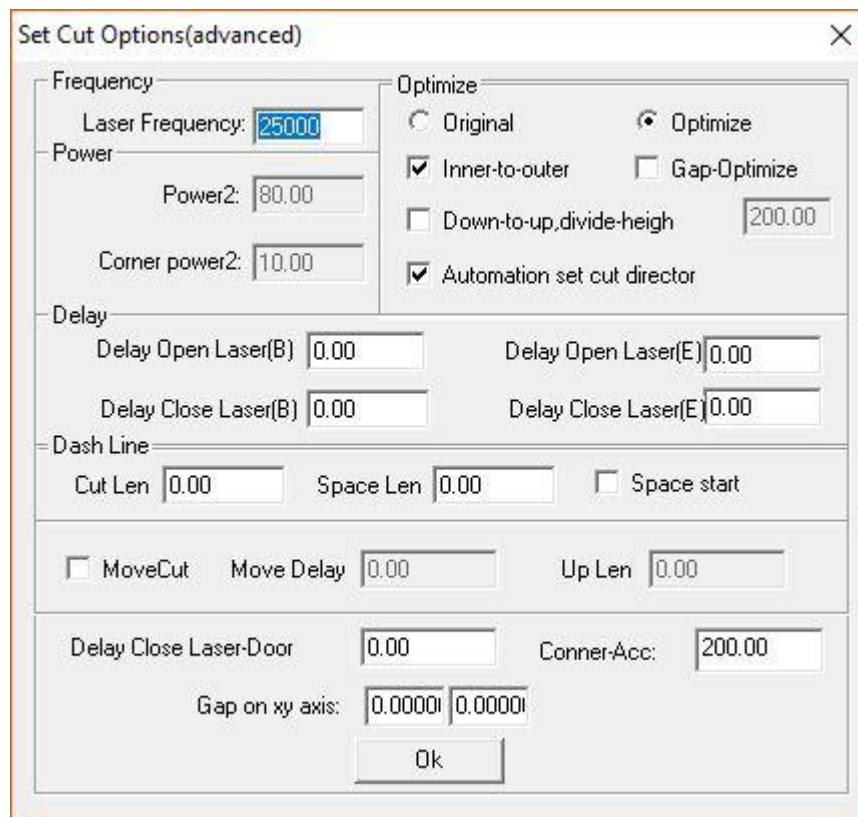 Set Cut Options(advanced)
Frequency
Laser Frequency: 25000
Power
Power2: 80.00
Corner power2: 10.00
Optimize
Original Optimize
Inner-to-outer Gap-Optimize
Down-to-up,divide-heigh 200.00
Automation set cut director
Delay
Delay Open Laser(B) 0.00 Delay Open Laser(E) 0.00
Delay Close Laser(B) 0.00 Delay Close Laser(E) 0.00
Dash Line
Cut Len 0.00 Space Len 0.00 Space start
MoveCut Move Delay 0.00 Up Len 0.00
Delay Close Laser-Door 0.00 Conner-Acc: 200.00
Gap on xy axis: 0.0000 0.0000
Ok